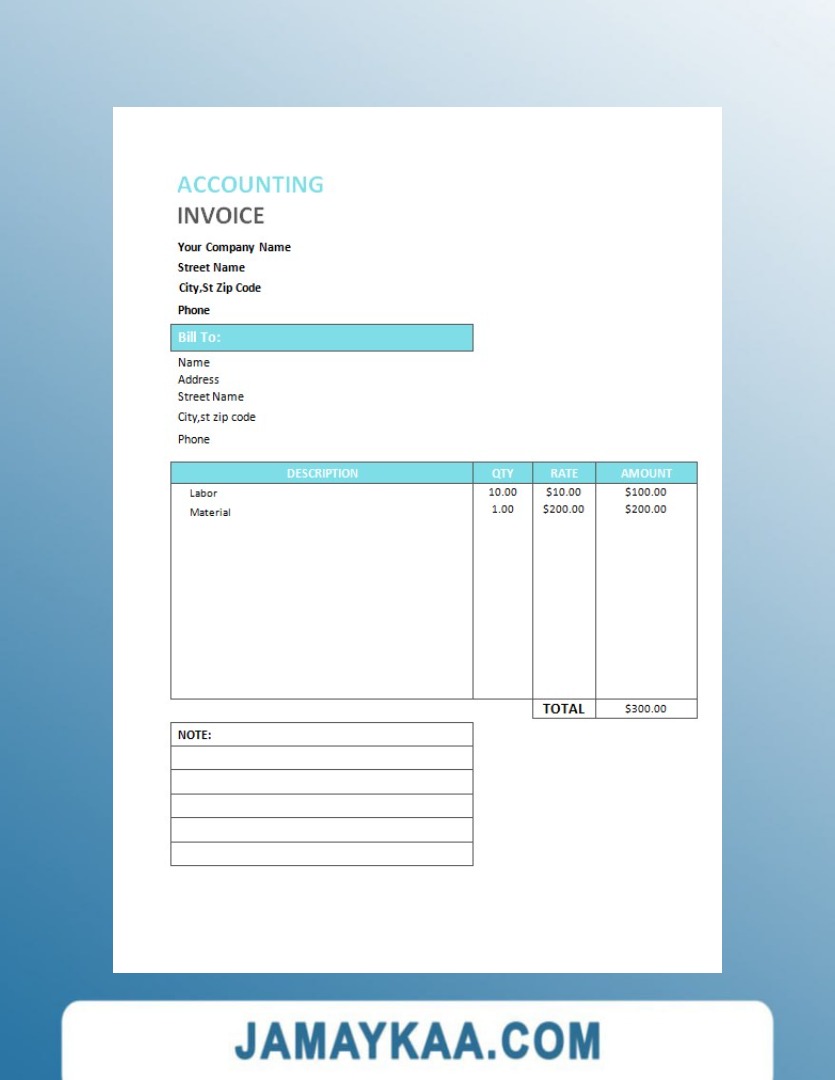 ACCOUNTING
INVOICE
Your Company Name
Street Name
City,St Zip Code
Phone
Bill To:
Name
Address
Street Name
City,st zip code
Phone
DESCRIPTION QTY RATE AMOUNT
Labor 10.00 $10.00 $100.00
Material 1.00 $200.00 $200.00
TOTAL $300.00
NOTE:
JAMAYKAA.COM